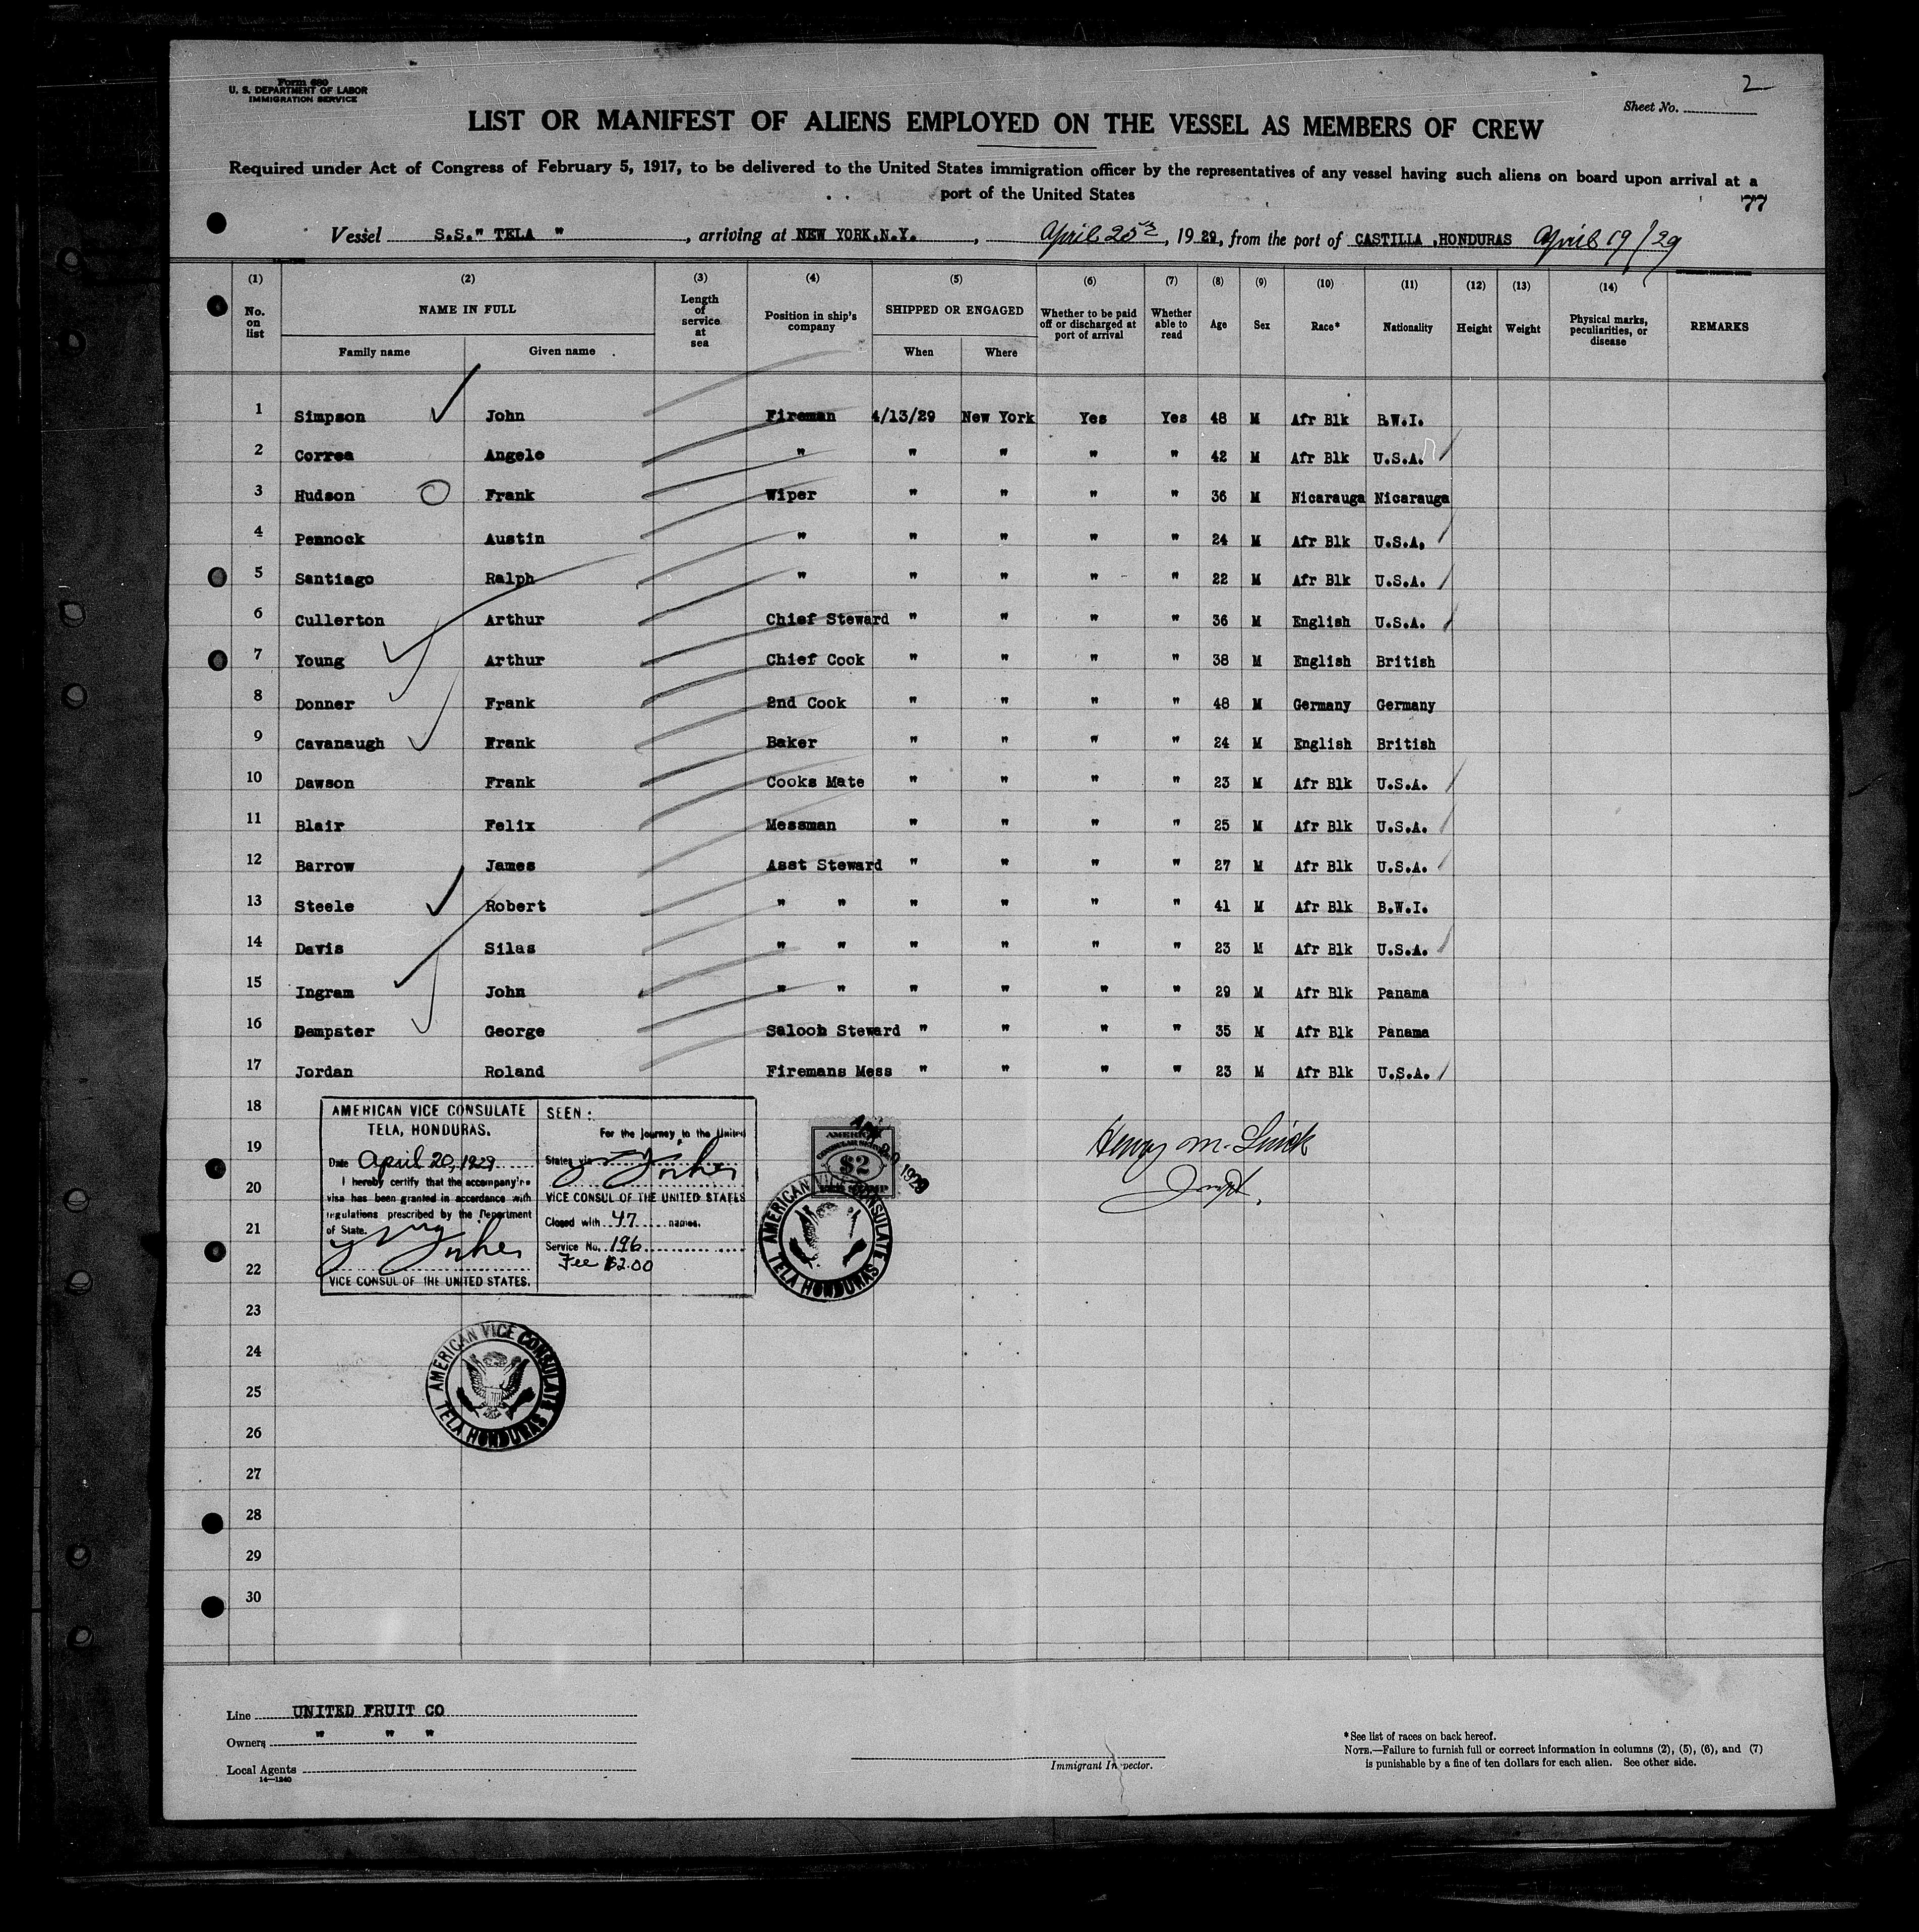 Form 680
U. S. DEPARTMENT OF LABOR
IMMIGRATION SERVICE
2
Sheet No.
LIST OR MANIFEST OF ALIENS EMPLOYED ON THE VESSEL AS MEMBERS OF CREW
Required under Act of Congress of February 5, 1917, to be delivered to the United States immigration officer by the representatives of any vessel having such aliens on board upon arrival at a
port of the United States
77
Vessel S.S." TELA ", arriving at NEW YORK,N.Y., April 25th, 1929, from the port of CASTILLA ,HONDURAS April 19/29
(1) (2) (3) (4) (5) (6) (7) (8) (9) (10) (11) (12) (13) (14)
No. on list NAME IN FULL Length of service at sea Position in ship's company SHIPPED OR ENGAGED Whether to be paid off or discharged at port of arrival Whether able to read Age Sex Race* Nationality Height Weight Physical marks, peculiarities, or disease REMARKS
Family name Given name When Where
1 Simpson John Fireman 4/13/29 New York Yes Yes 48 M Afr Blk B.W.I.
2 Correa Angelo " " " " " 42 M Afr Blk U.S.A.
3 Hudson Frank Wiper " " " " 36 M Nicarauga Nicarauga
4 Pennock Austin " " " " " 24 M Afr Blk U.S.A.
5 Santiago Ralph " " " " " 22 M Afr Blk U.S.A.
6 Cullerton Arthur Chief Steward " " " " 36 M English U.S.A.
7 Young Arthur Chief Cook " " " " 38 M English British
8 Donner Frank 2nd Cook " " " " 48 M Germany Germany
9 Cavanaugh Frank Baker " " " " 24 M English British
10 Dawson Frank Cooks Mate " " " " 23 M Afr Blk U.S.A.
11 Blair Felix Messman " " " " 25 M Afr Blk U.S.A.
12 Barrow James Asst Steward " " " " 27 M Afr Blk U.S.A.
13 Steele Robert " " " " " " 41 M Afr Blk B.W.I.
14 Davis Silas " " " " " " 23 M Afr Blk U.S.A.
15 Ingram John " " " " " " 29 M Afr Blk Panama
16 Dempster George Saloon Steward " " " " 35 M Afr Blk Panama
17 Jordan Roland Firemans Mess " " " " 23 M Afr Blk U.S.A.
18
19
20
21
22
23
24
25
26
27
28
29
30
AMERICAN VICE CONSULATE
TELA, HONDURAS.
Date April 20, 1929
I hereby certify that the accompany'g
visa has been granted in accordance with
regulations prescribed by the Department
of State.
VICE CONSUL OF THE UNITED STATES.
SEEN:
For the Journey to the United
States via
VICE CONSUL OF THE UNITED STATES
Closed with 47 names.
Service No. 196
Fee $2.00
$2
AMERICAN VICE CONSULATE
TELA HONDURAS
Henry M.
AMERICAN VICE CONSULATE
TELA HONDURAS
Line UNITED FRUIT CO
Owners " " "
Local Agents
14—1240
Immigrant Inspector.
*See list of races on back hereof.
NOTE.—Failure to furnish full or correct information in columns (2), (5), (6), and (7)
is punishable by a fine of ten dollars for each alien. See other side.